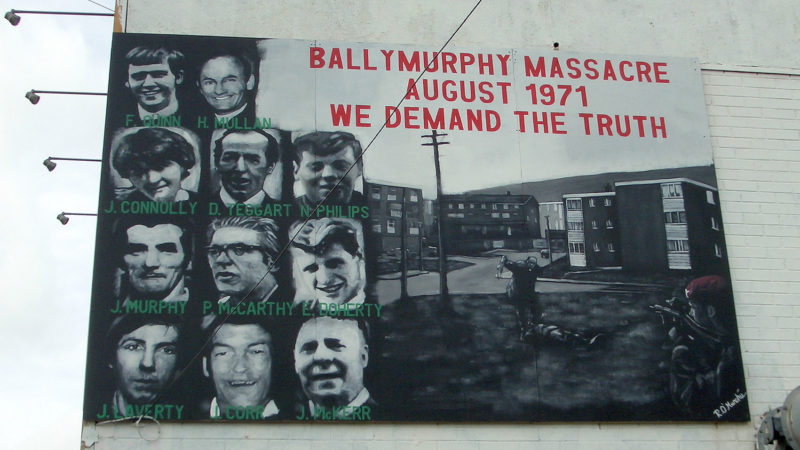 BALLYMURPHY MASSACRE
AUGUST 1971
WE DEMAND THE TRUTH
F. QUINN H. MULLAN
J. CONNOLLY D. TEGGART N. PHILIPS
J. MURPHY P. McCARTHY E. DOHERTY
J. LAVERTY J. CORR J. McKERR